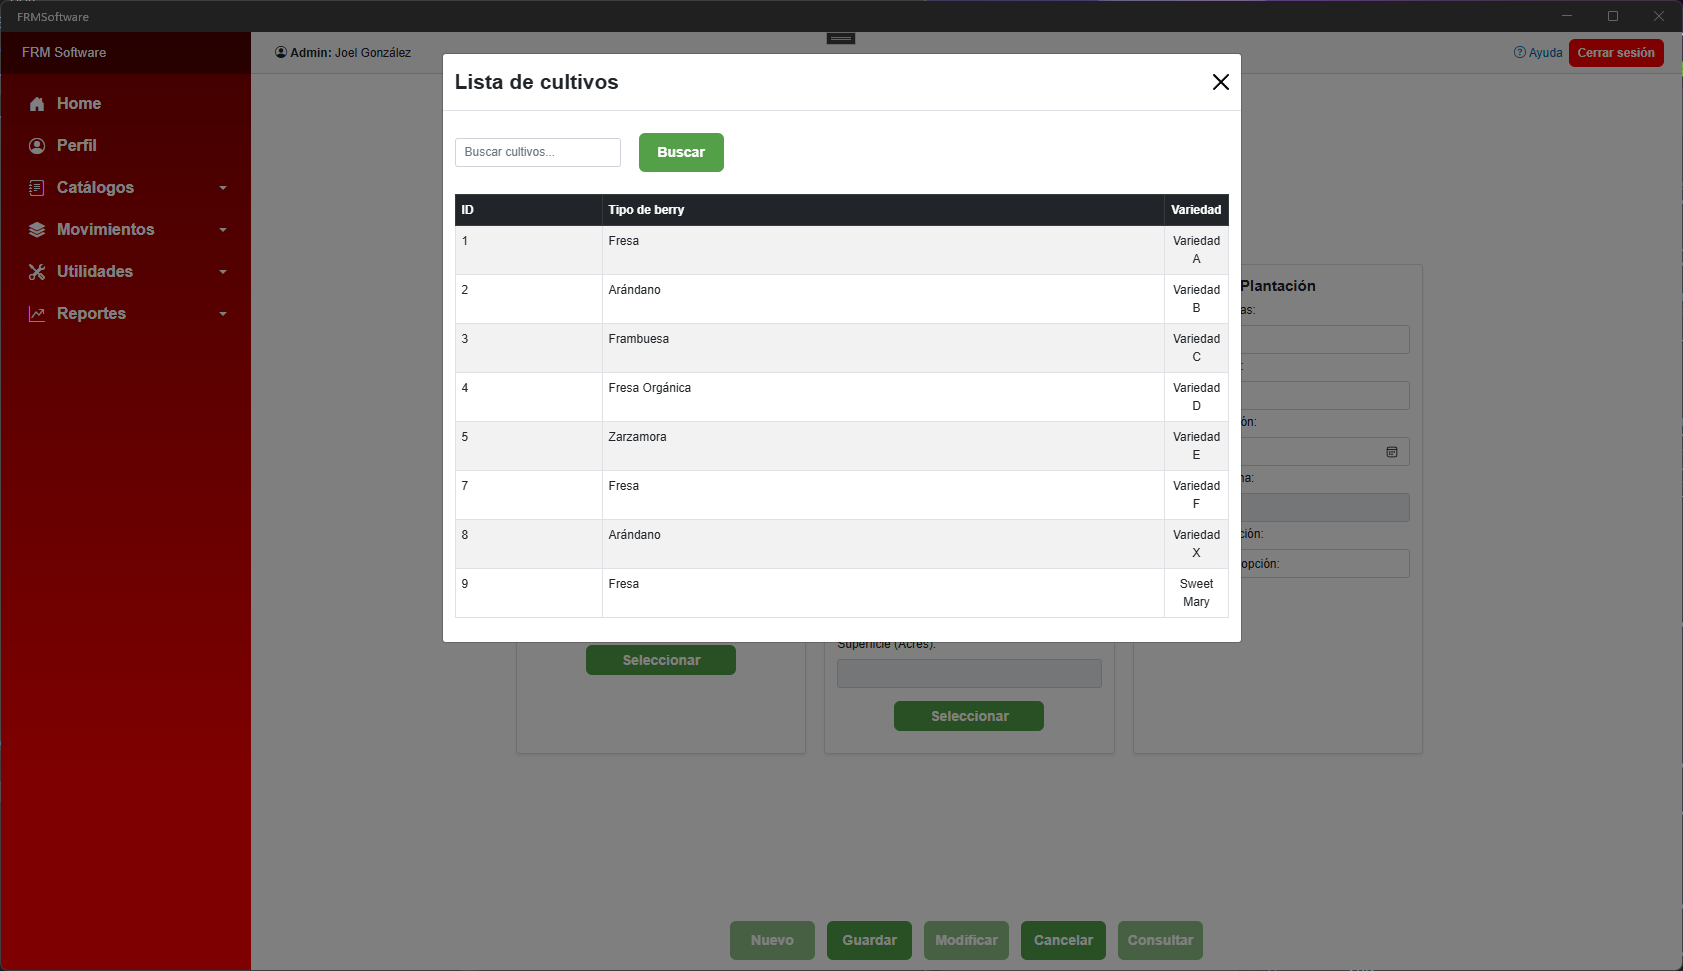 FRMSoftware
FRM Software
Admin: Joel González
Ayuda
Cerrar sesión
Home
Perfil
Catálogos
Movimientos
Utilidades
Reportes
Lista de cultivos
Buscar cultivos...
Buscar
ID Tipo de berry Variedad
1 Fresa Variedad A
2 Arándano Variedad B
3 Frambuesa Variedad C
4 Fresa Orgánica Variedad D
5 Zarzamora Variedad E
7 Fresa Variedad F
8 Arándano Variedad X
9 Fresa Sweet Mary
Plantación
as:
:
ón:
na:
ción:
opción:
Seleccionar
Superficie (Acres):
Seleccionar
Nuevo
Guardar
Modificar
Cancelar
Consultar